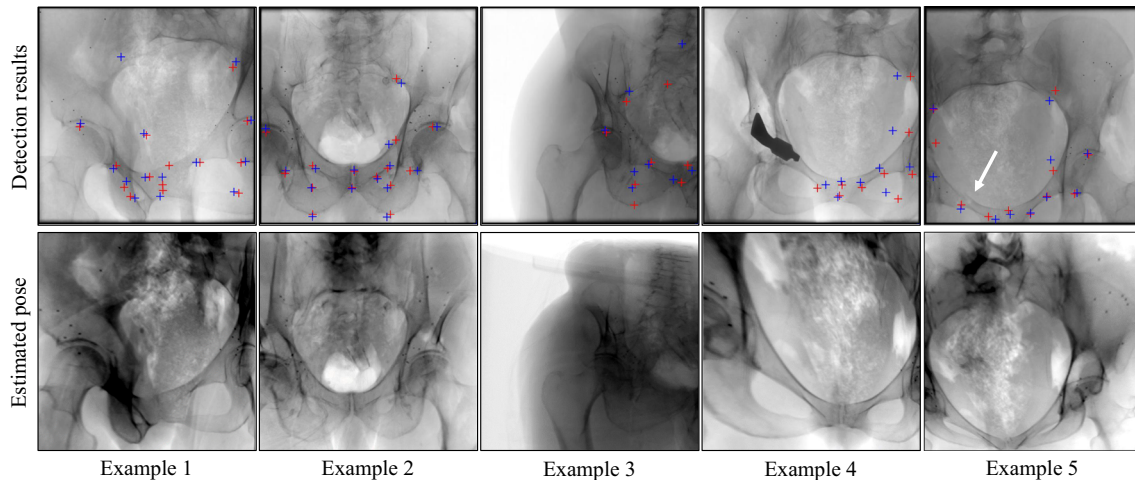 Detection results
Estimated pose
Example 1
Example 2
Example 3
Example 4
Example 5